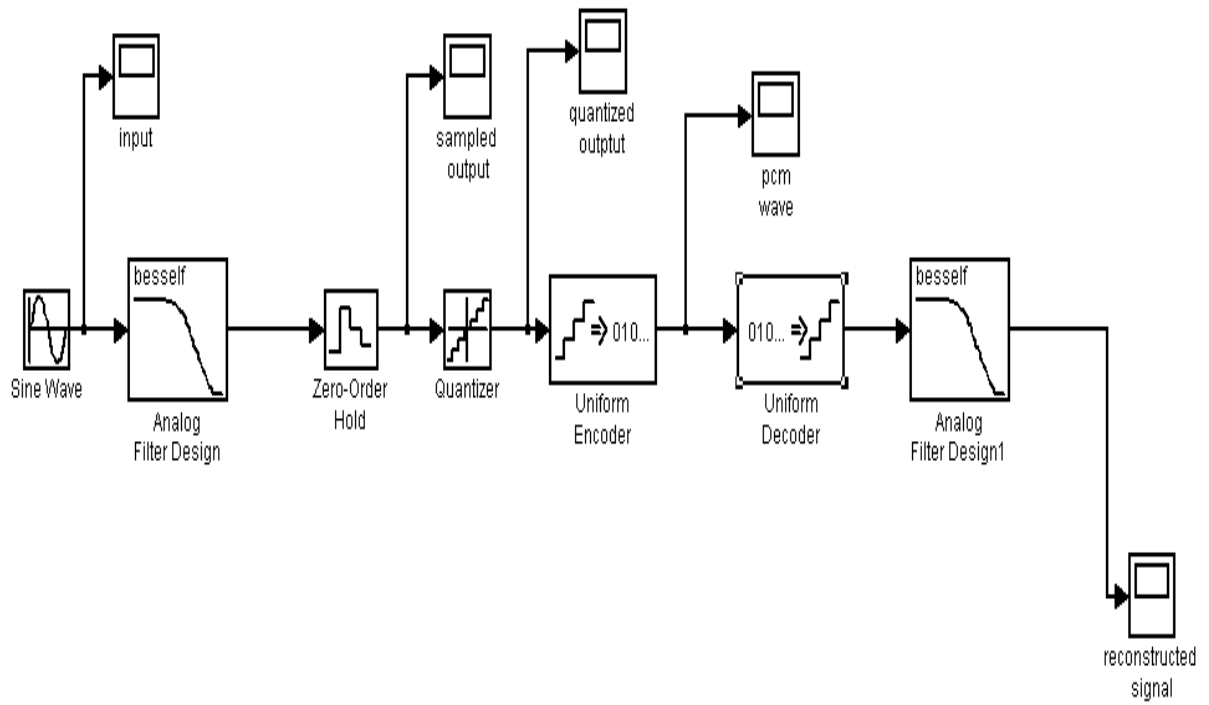 input
sampled
output
quantized
outptut
pcm
wave
besself
besself
010...
010...
Sine Wave
Analog
Filter Design
Zero-Order
Hold
Quantizer
Uniform
Encoder
Uniform
Decoder
Analog
Filter Design1
reconstructed
signal